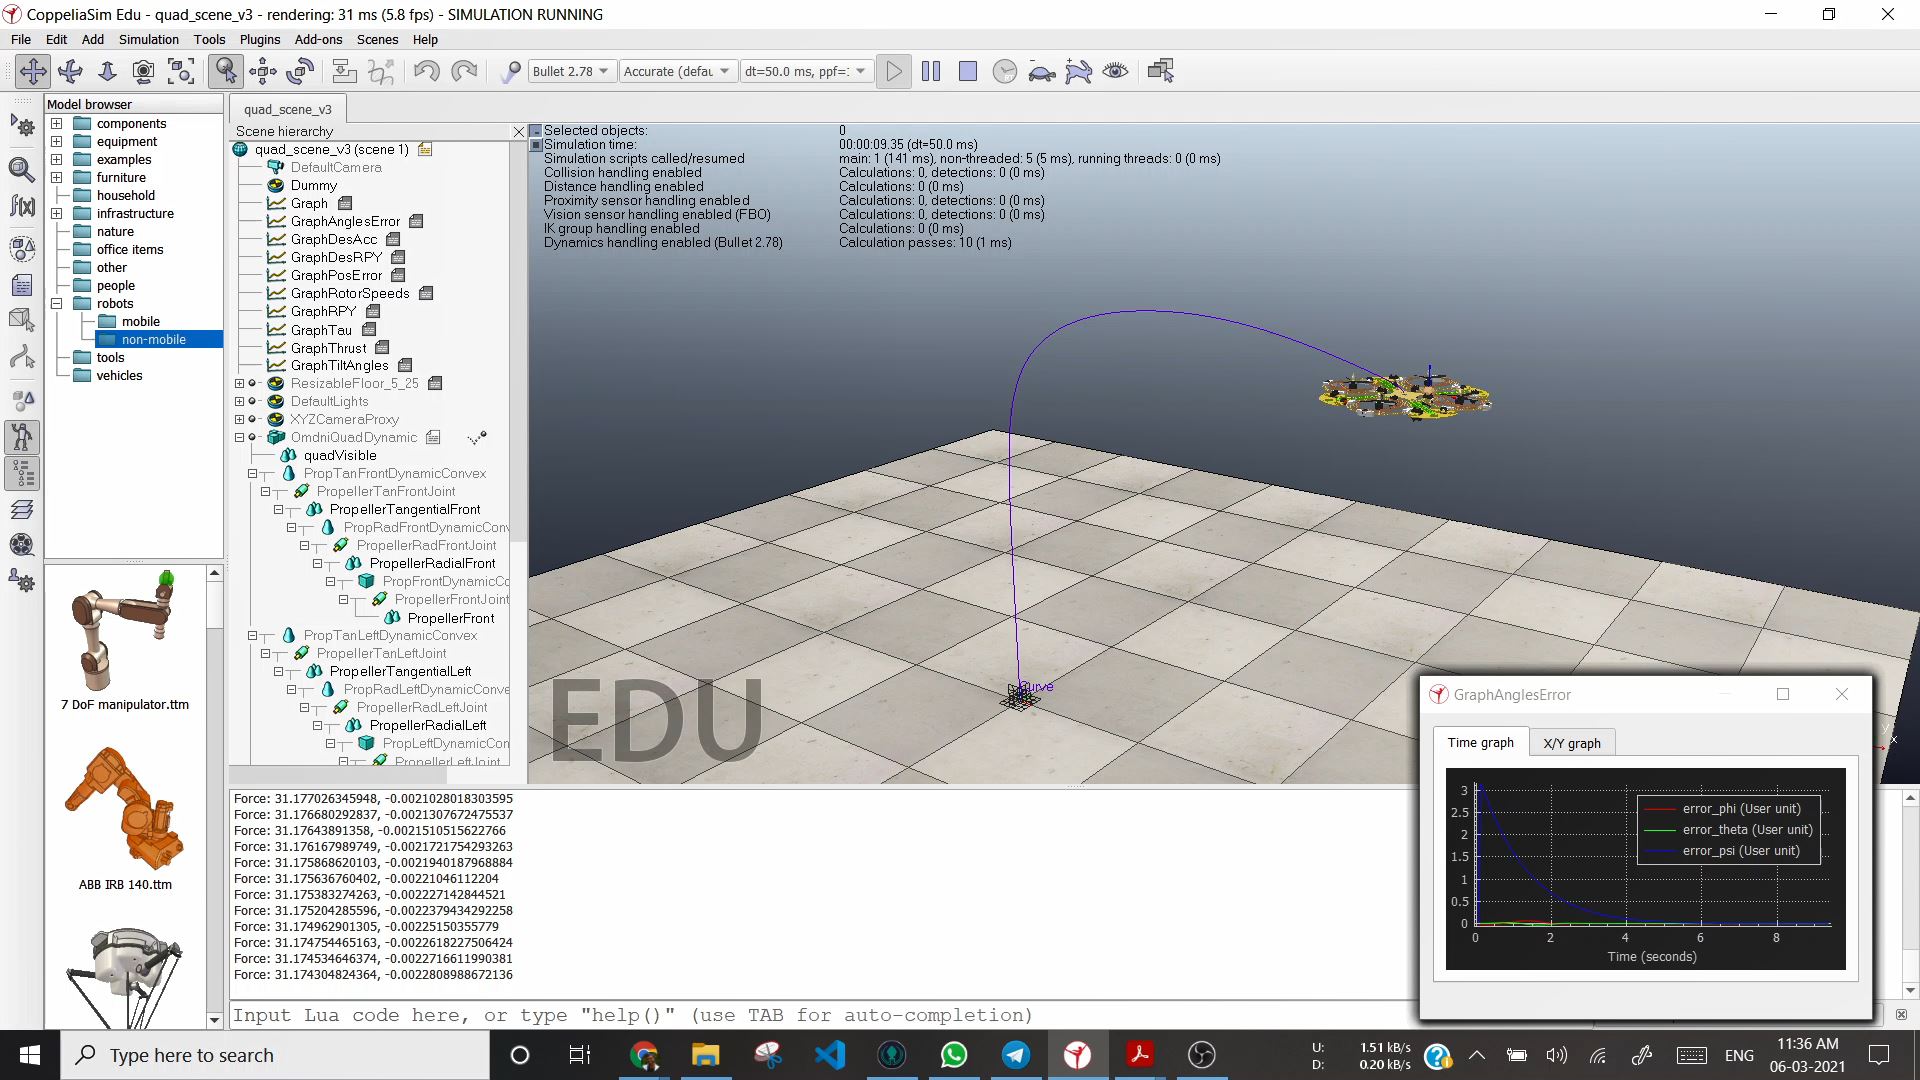 CoppeliaSim Edu - quad_scene_v3 - rendering: 31 ms (5.8 fps) - SIMULATION RUNNING
File Edit Add Simulation Tools Plugins Add-ons Scenes Help
Bullet 2.78 Accurate (defau dt=50.0 ms, ppf=:
Model browser
components
equipment
examples
furniture
household
infrastructure
nature
office items
other
people
robots
mobile
non-mobile
tools
vehicles
7 DoF manipulator.ttm
ABB IRB 140.ttm
quad_scene_v3
Scene hierarchy
quad_scene_v3 (scene 1)
DefaultCamera
Dummy
Graph
GraphAnglesError
GraphDesAcc
GraphDesRPY
GraphPosError
GraphRotorSpeeds
GraphRPY
GraphTau
GraphThrust
GraphTiltAngles
ResizableFloor_5_25
DefaultLights
XYZCameraProxy
OmdniQuadDynamic
quadVisible
PropTanFrontDynamicConvex
PropellerTanFrontJoint
PropellerTangentialFront
PropRadFrontDynamicConv
PropellerRadFrontJoint
PropellerRadialFront
PropFrontDynamicCo
PropellerFrontJoint
PropellerFront
PropTanLeftDynamicConvex
PropellerTanLeftJoint
PropellerTangentialLeft
PropRadLeftDynamicConve
PropellerRadLeftJoint
PropellerRadialLeft
PropLeftDynamicCon
PropellerLeftJoint
Selected objects: 0
Simulation time: 00:00:09.35 (dt=50.0 ms)
Simulation scripts called/resumed main: 1 (141 ms), non-threaded: 5 (5 ms), running threads: 0 (0 ms)
Collision handling enabled Calculations: 0, detections: 0 (0 ms)
Distance handling enabled Calculations: 0 (0 ms)
Proximity sensor handling enabled Calculations: 0, detections: 0 (0 ms)
Vision sensor handling enabled (FBO) Calculations: 0, detections: 0 (0 ms)
IK group handling enabled Calculations: 0 (0 ms)
Dynamics handling enabled (Bullet 2.78) Calculation passes: 10 (1 ms)
Curve
EDU
y
x
GraphAnglesError
Time graph X/Y graph
error_phi (User unit)
error_theta (User unit)
error_psi (User unit)
3
2.5
2
1.5
1
0.5
0
0 2 4 6 8
Time (seconds)
Force: 31.177026345948, -0.0021028018303595
Force: 31.176680292837, -0.0021307672475537
Force: 31.17643891358, -0.0021510515622766
Force: 31.176167989749, -0.0021721754293263
Force: 31.175868620103, -0.0021940187968884
Force: 31.175636760402, -0.00221046112204
Force: 31.175383274263, -0.002227142844521
Force: 31.175204285596, -0.0022379434292258
Force: 31.174962901305, -0.00225150355779
Force: 31.174754465163, -0.0022618227506424
Force: 31.174534646374, -0.0022716611990381
Force: 31.174304824364, -0.0022808988672136
Input Lua code here, or type "help()" (use TAB for auto-completion)
Type here to search
U: 1.51 kB/s
D: 0.20 kB/s
ENG
11:36 AM
06-03-2021